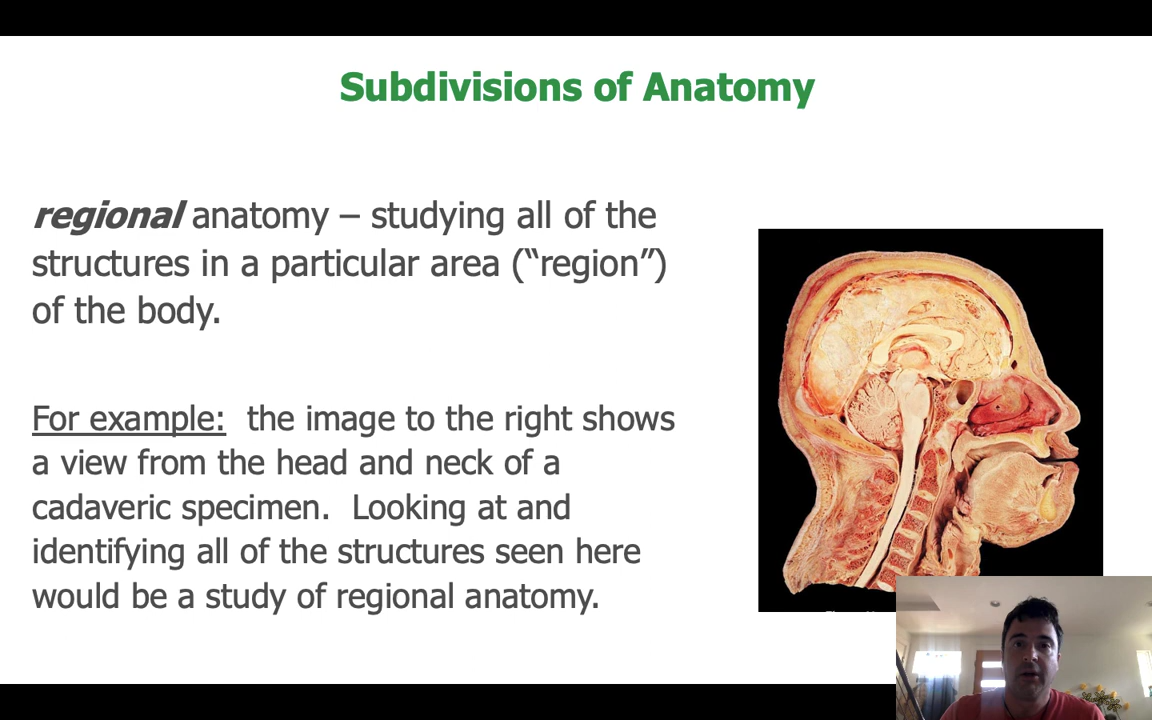 Subdivisions of Anatomy
regional anatomy – studying all of the
structures in a particular area (“region”)
of the body.
For example:  the image to the right shows
a view from the head and neck of a
cadaveric specimen.  Looking at and
identifying all of the structures seen here
would be a study of regional anatomy.